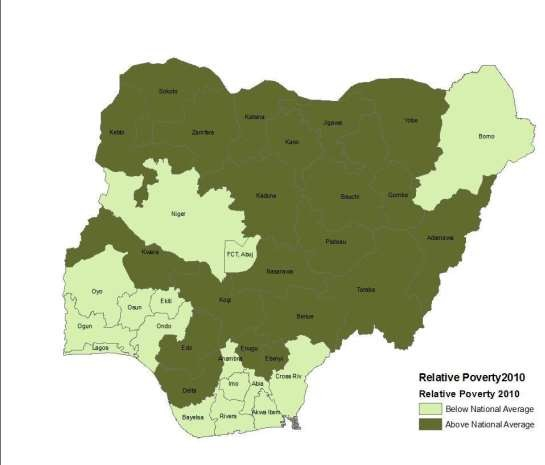 Sokoto
Katsina
Jigawa
Yobe
Borno
Kebbi
Zamfara
Kano
Kaduna
Bauchi
Gombe
Niger
Adamawa
Plateau
Kwara
FCT, Abuj
Nasarawa
Taraba
Oyo
Kogi
Benue
Osun
Ekiti
Ogun
Ondo
Lagos
Edo
Enugu
Anambra
Ebonyi
Cross Riv
Imo
Abia
Delta
Bayelsa
Rivers
Akwa Ibom
Relative Poverty2010
Relative Poverty 2010
Below National Average
Above National Average